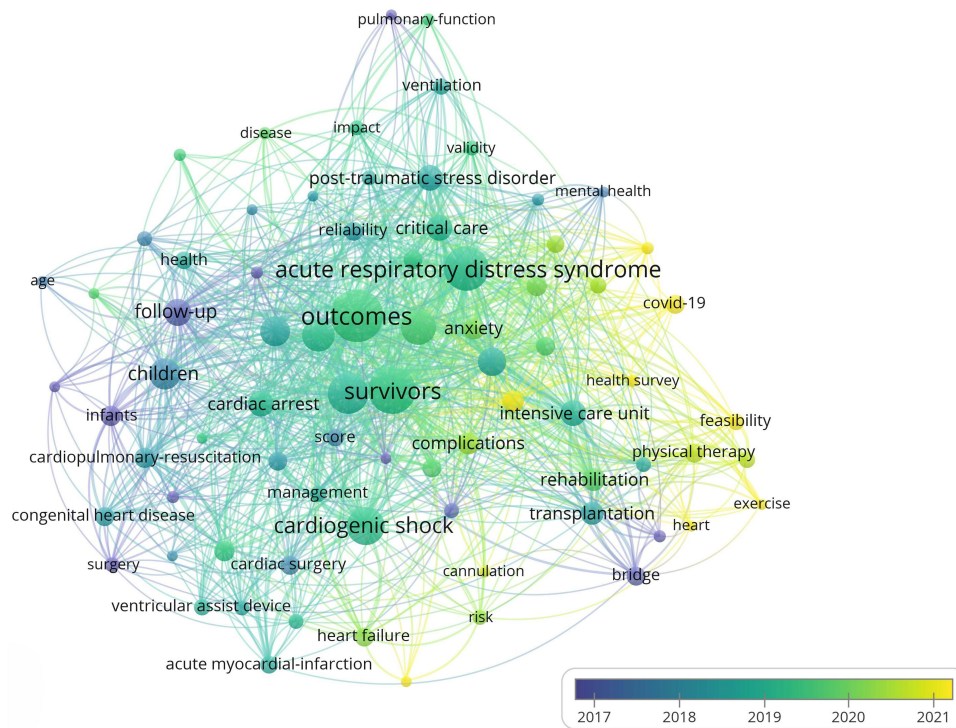 pulmonary-function
ventilation
impact
disease
validity
post-traumatic stress disorder
mental health
reliability
critical care
health
acute respiratory distress syndrome
age
covid-19
follow-up
outcomes
anxiety
children
health survey
survivors
cardiac arrest
infants
intensive care unit
feasibility
score
complications
physical therapy
cardiopulmonary-resuscitation
rehabilitation
management
exercise
congenital heart disease
transplantation
cardiogenic shock
heart
surgery
cardiac surgery
cannulation
bridge
ventricular assist device
risk
heart failure
acute myocardial-infarction
2017 2018 2019 2020 2021